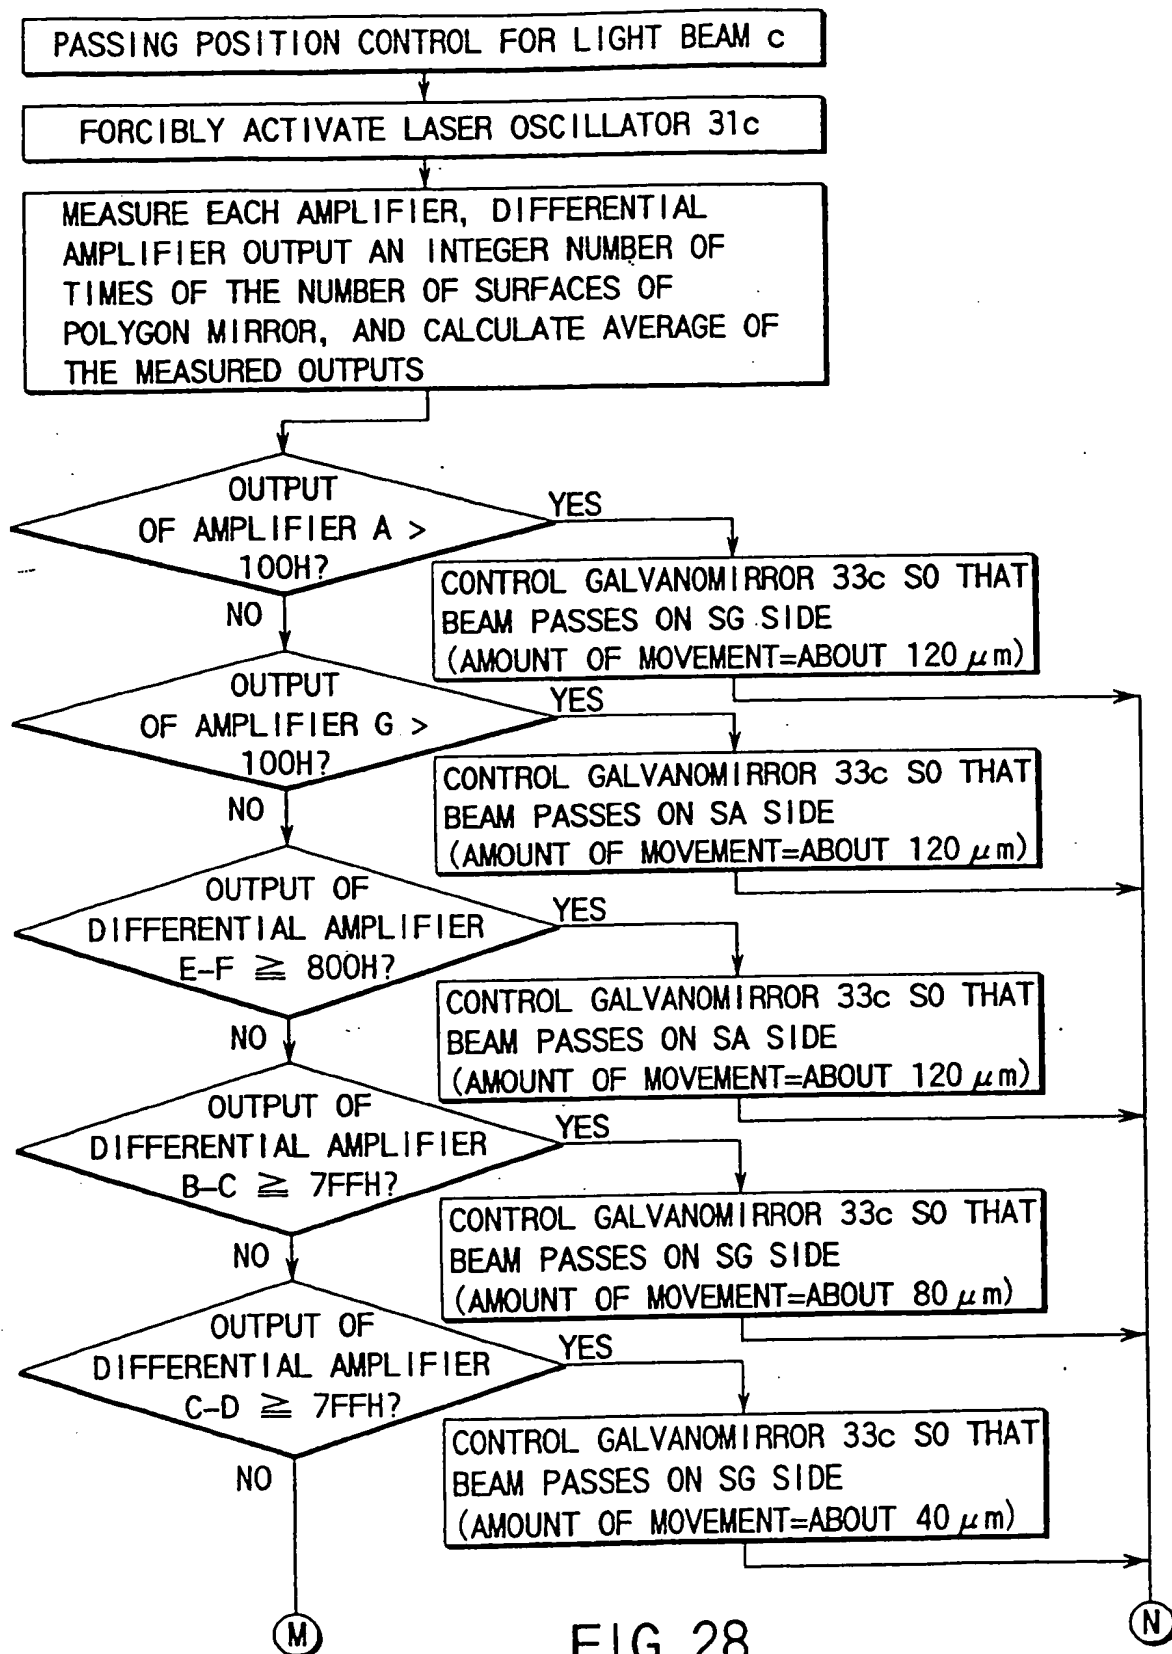 PASSING POSITION CONTROL FOR LIGHT BEAM c
FORCIBLY ACTIVATE LASER OSCILLATOR 31c
MEASURE EACH AMPLIFIER, DIFFERENTIAL
AMPLIFIER OUTPUT AN INTEGER NUMBER OF
TIMES OF THE NUMBER OF SURFACES OF
POLYGON MIRROR, AND CALCULATE AVERAGE OF
THE MEASURED OUTPUTS
OUTPUT
OF AMPLIFIER A >
100H?
YES
NO
CONTROL GALVANOMIRROR 33c SO THAT
BEAM PASSES ON SG SIDE
(AMOUNT OF MOVEMENT=ABOUT 120 μm)
OUTPUT
OF AMPLIFIER G >
100H?
YES
NO
CONTROL GALVANOMIRROR 33c SO THAT
BEAM PASSES ON SA SIDE
(AMOUNT OF MOVEMENT=ABOUT 120 μm)
OUTPUT OF
DIFFERENTIAL AMPLIFIER
E-F ≧ 800H?
YES
NO
CONTROL GALVANOMIRROR 33c SO THAT
BEAM PASSES ON SA SIDE
(AMOUNT OF MOVEMENT=ABOUT 120 μm)
OUTPUT OF
DIFFERENTIAL AMPLIFIER
B-C ≧ 7FFH?
YES
NO
CONTROL GALVANOMIRROR 33c SO THAT
BEAM PASSES ON SG SIDE
(AMOUNT OF MOVEMENT=ABOUT 80 μm)
OUTPUT OF
DIFFERENTIAL AMPLIFIER
C-D ≧ 7FFH?
YES
NO
CONTROL GALVANOMIRROR 33c SO THAT
BEAM PASSES ON SG SIDE
(AMOUNT OF MOVEMENT=ABOUT 40 μm)
M
N
FIG. 28